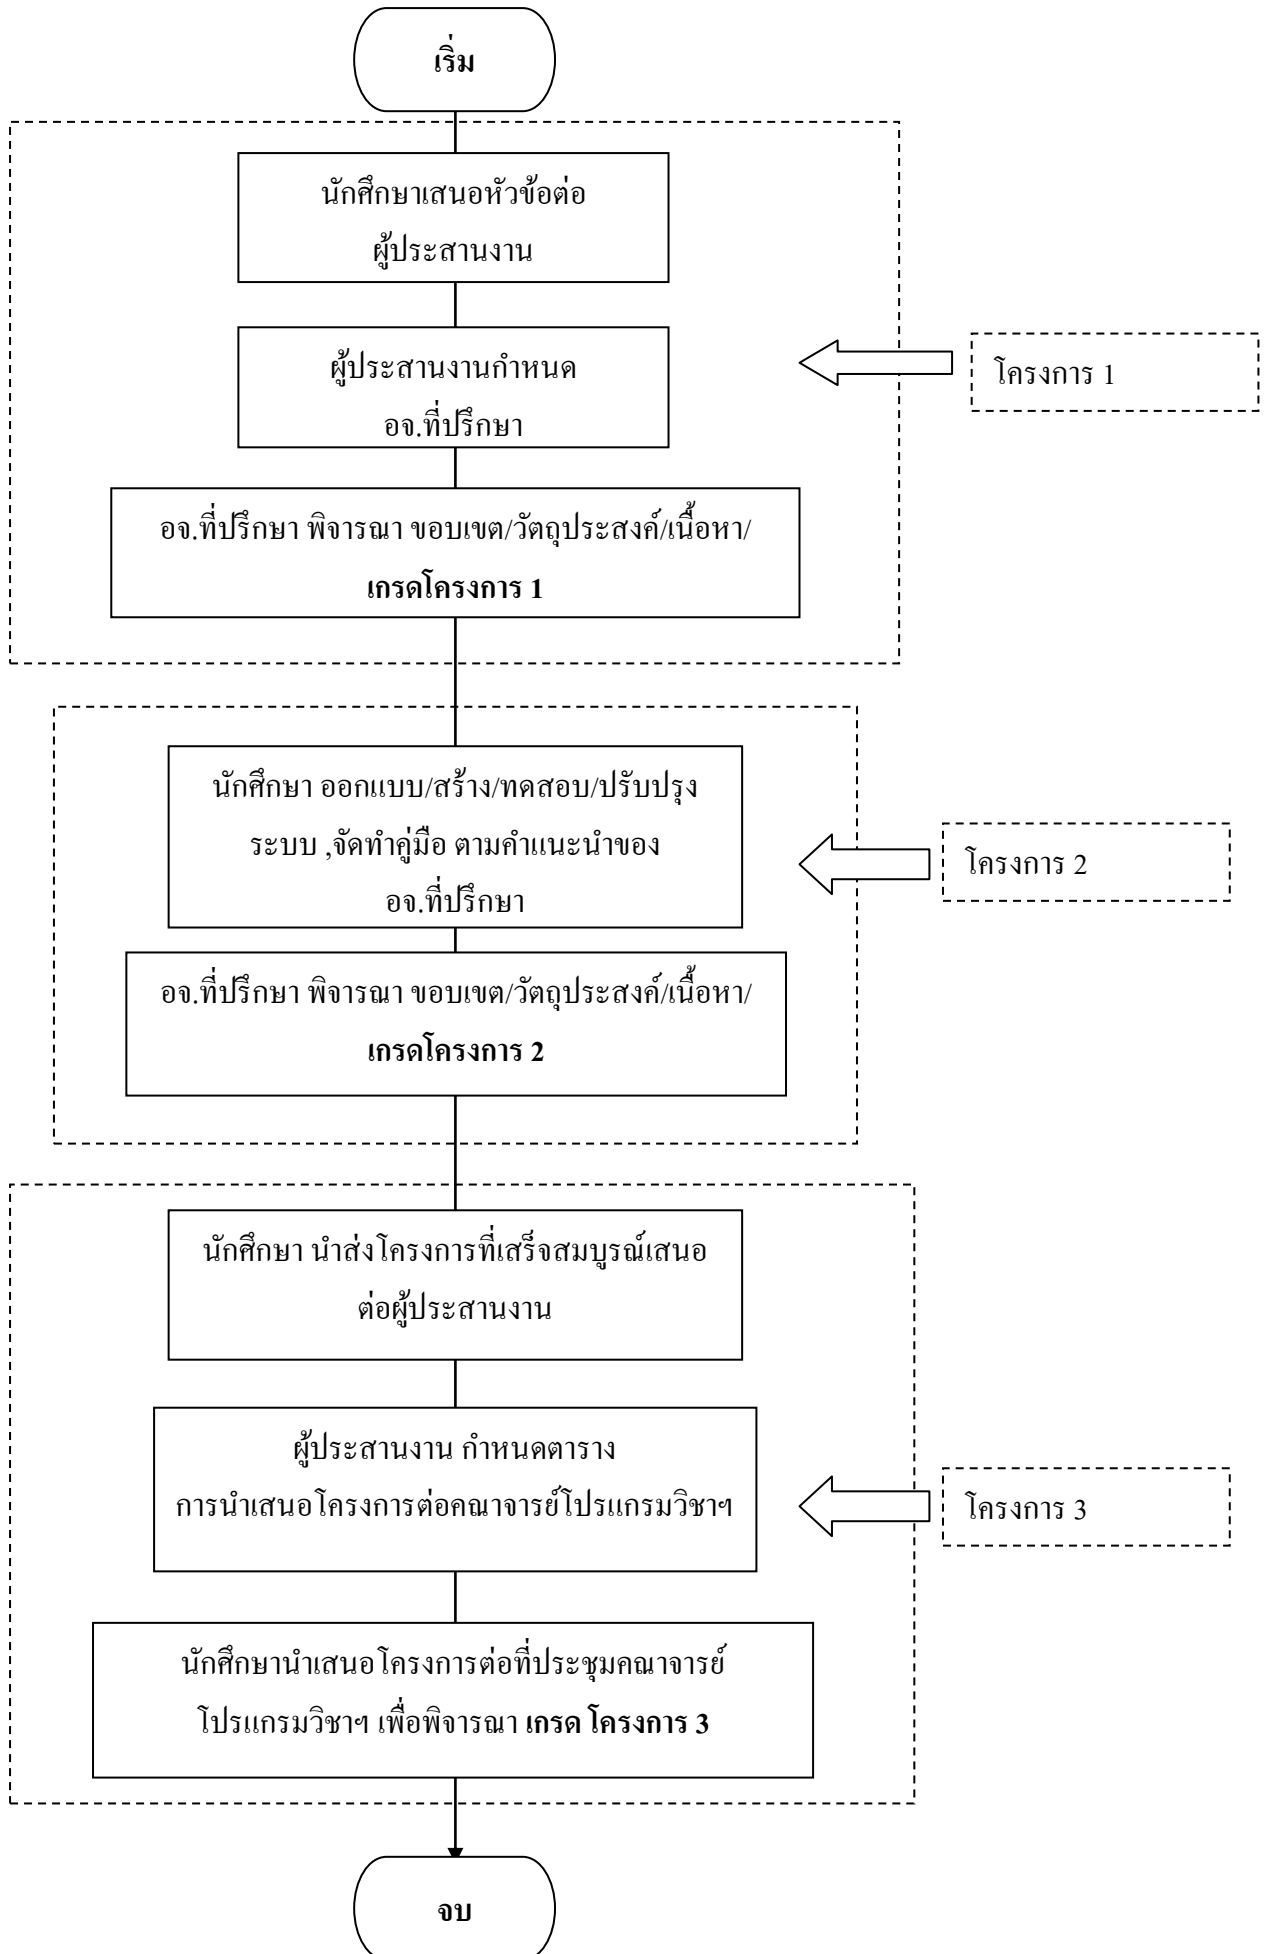 เริ่ม
นักศึกษาเสนอหัวข้อต่อ
ผู้ประสานงาน
ผู้ประสานงานกำหนด
อจ.ที่ปรึกษา
โครงการ 1
อจ.ที่ปรึกษา พิจารณา ขอบเขต/วัตถุประสงค์/เนื้อหา/
เกรดโครงการ 1
นักศึกษา ออกแบบ/สร้าง/ทดสอบ/ปรับปรุง
ระบบ ,จัดทำคู่มือ ตามคำแนะนำของ
อจ.ที่ปรึกษา
โครงการ 2
อจ.ที่ปรึกษา พิจารณา ขอบเขต/วัตถุประสงค์/เนื้อหา/
เกรดโครงการ 2
นักศึกษา นำส่งโครงการที่เสร็จสมบูรณ์เสนอ
ต่อผู้ประสานงาน
ผู้ประสานงาน กำหนดตาราง
การนำเสนอโครงการต่อคณาจารย์โปรแกรมวิชาฯ
โครงการ 3
นักศึกษานำเสนอโครงการต่อที่ประชุมคณาจารย์
โปรแกรมวิชาฯ เพื่อพิจารณา เกรด โครงการ 3
จบ